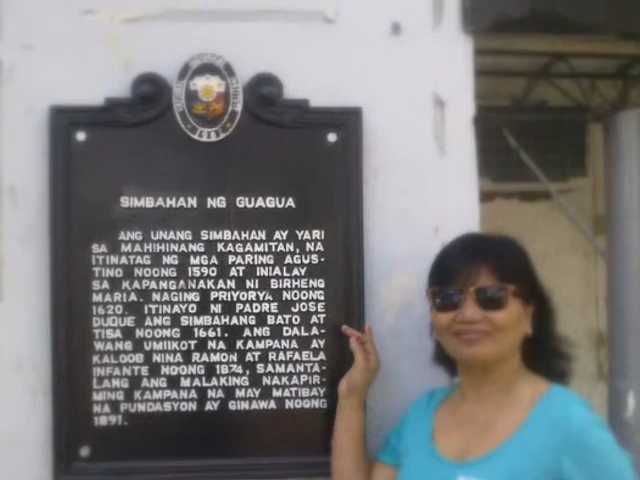 1982
SIMBAHAN NG GUAGUA
ANG UNANG SIMBAHAN AY YARI
SA MAHIHINANG KAGAMITAN, NA
ITINATAG NG MGA PARING AGUS-
TINO NOONG 1590 AT INIALAY
SA KAPANGANAKAN NI BIRHENG
MARIA. NAGING PRIYORYA NOONG
1620. ITINAYO NI PADRE JOSE
DUQUE ANG SIMBAHANG BATO AT
TISA NOONG 1661. ANG DALA-
WANG UMIIKOT NA KAMPANA AY
KALOOB NINA RAMON AT RAFAELA
INFANTE NOONG 1874, SAMANTA-
LANG ANG MALAKING NAKAPIR-
MING KAMPANA NA MAY MATIBAY
NA PUNDASYON AY GINAWA NOONG
1891.